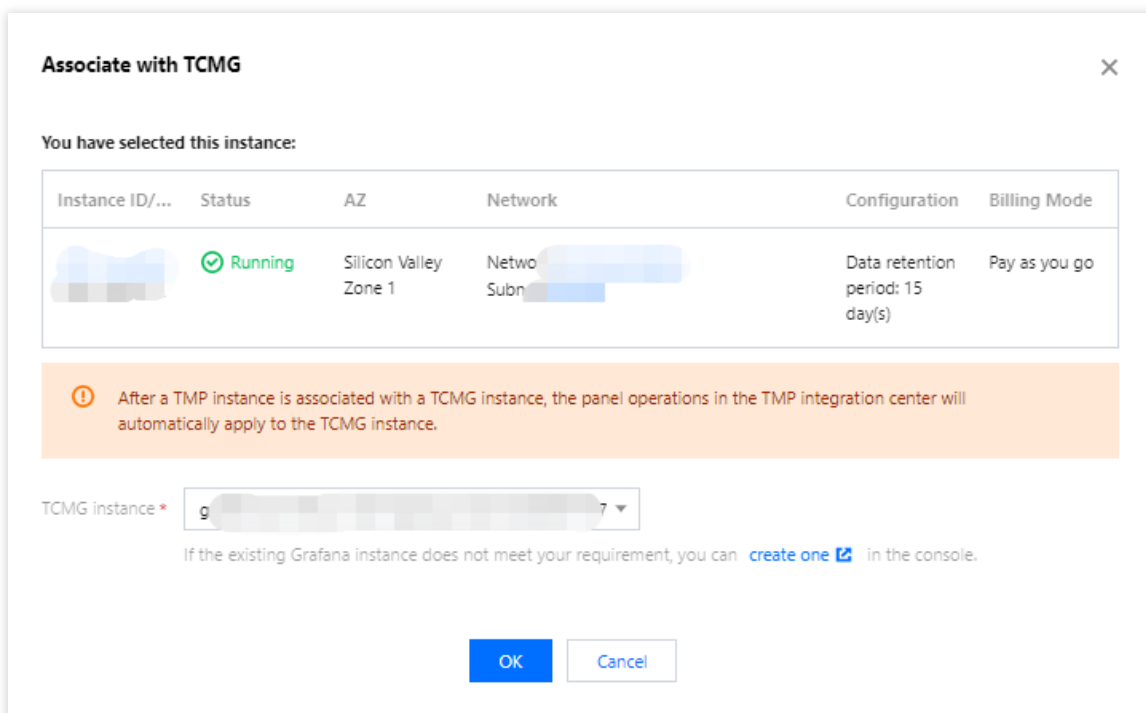 Associate with TCMG
You have selected this instance:
Instance ID/... Status AZ Network Configuration Billing Mode
Running Silicon Valley Data retention Pay as you go
Zone 1 period: 15
day(s)
After a TMP instance is associated with a TCMG instance, the panel operations in the TMP integration center will
automatically apply to the TCMG instance.
TCMG instance *
If the existing Grafana instance does not meet your requirement, you can create one in the console.
OK Cancel